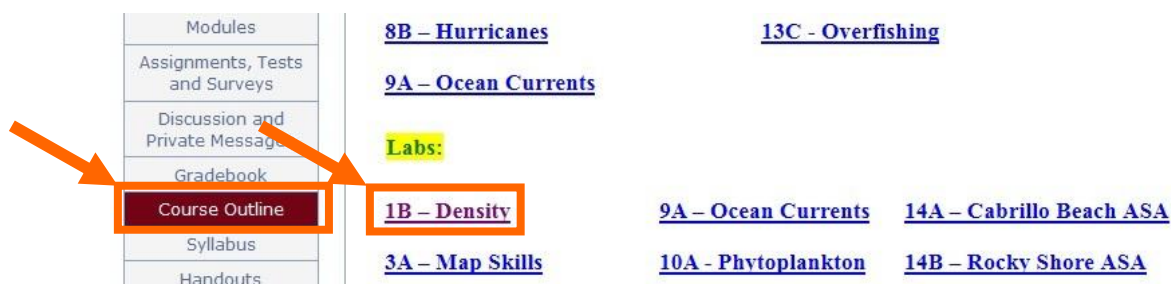 Modules
Assignments, Tests
and Surveys
Discussion and
Private Message
Gradebook
Course Outline
Syllabus
Handouts
8B – Hurricanes
13C - Overfishing
9A – Ocean Currents
Labs:
1B – Density
9A – Ocean Currents
14A – Cabrillo Beach ASA
3A – Map Skills
10A - Phytoplankton
14B – Rocky Shore ASA